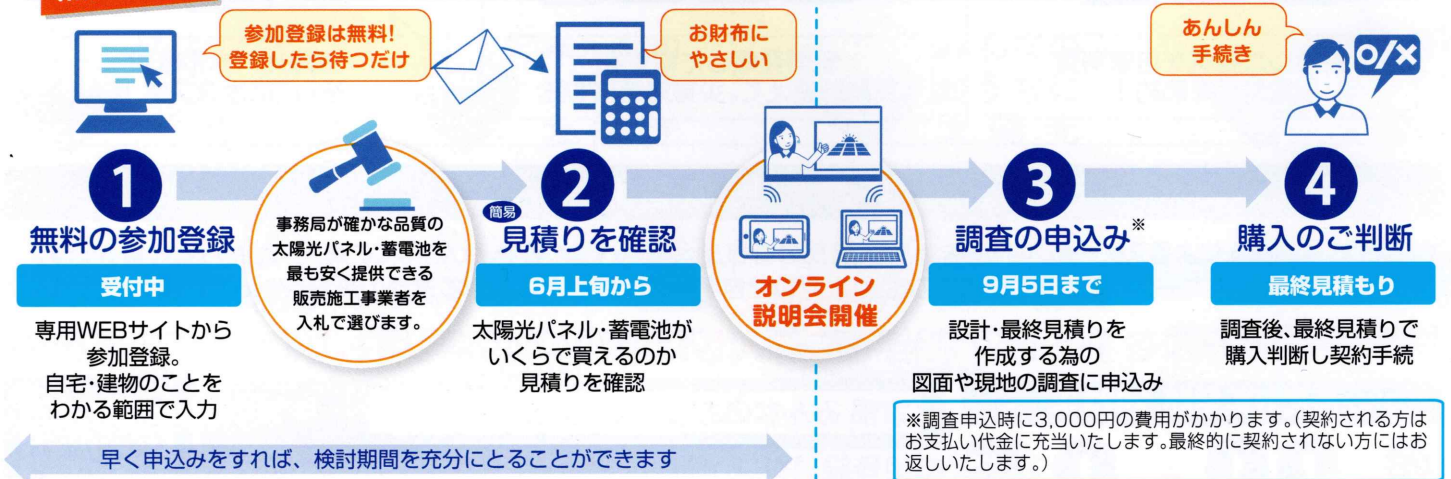 参加登録は無料!
登録したら待つだけ
お財布に
やさしい
あんしん
手続き
○/×
1
無料の参加登録
受付中
専用WEBサイトから
参加登録。
自宅・建物のことを
わかる範囲で入力
事務局が確かな品質の
太陽光パネル・蓄電池を
最も安く提供できる
販売施工事業者を
入札で選びます。
2
簡易
見積りを確認
6月上旬から
太陽光パネル・蓄電池が
いくらで買えるのか
見積りを確認
オンライン
説明会開催
3
調査の申込み※
9月5日まで
設計・最終見積りを
作成する為の
図面や現地の調査に申込み
4
購入のご判断
最終見積もり
調査後、最終見積りで
購入判断し契約手続
※調査申込時に3,000円の費用がかかります。(契約される方は
お支払い代金に充当いたします。最終的に契約されない方にはお
返しいたします。)
早く申込みをすれば、検討期間を充分にとることができます